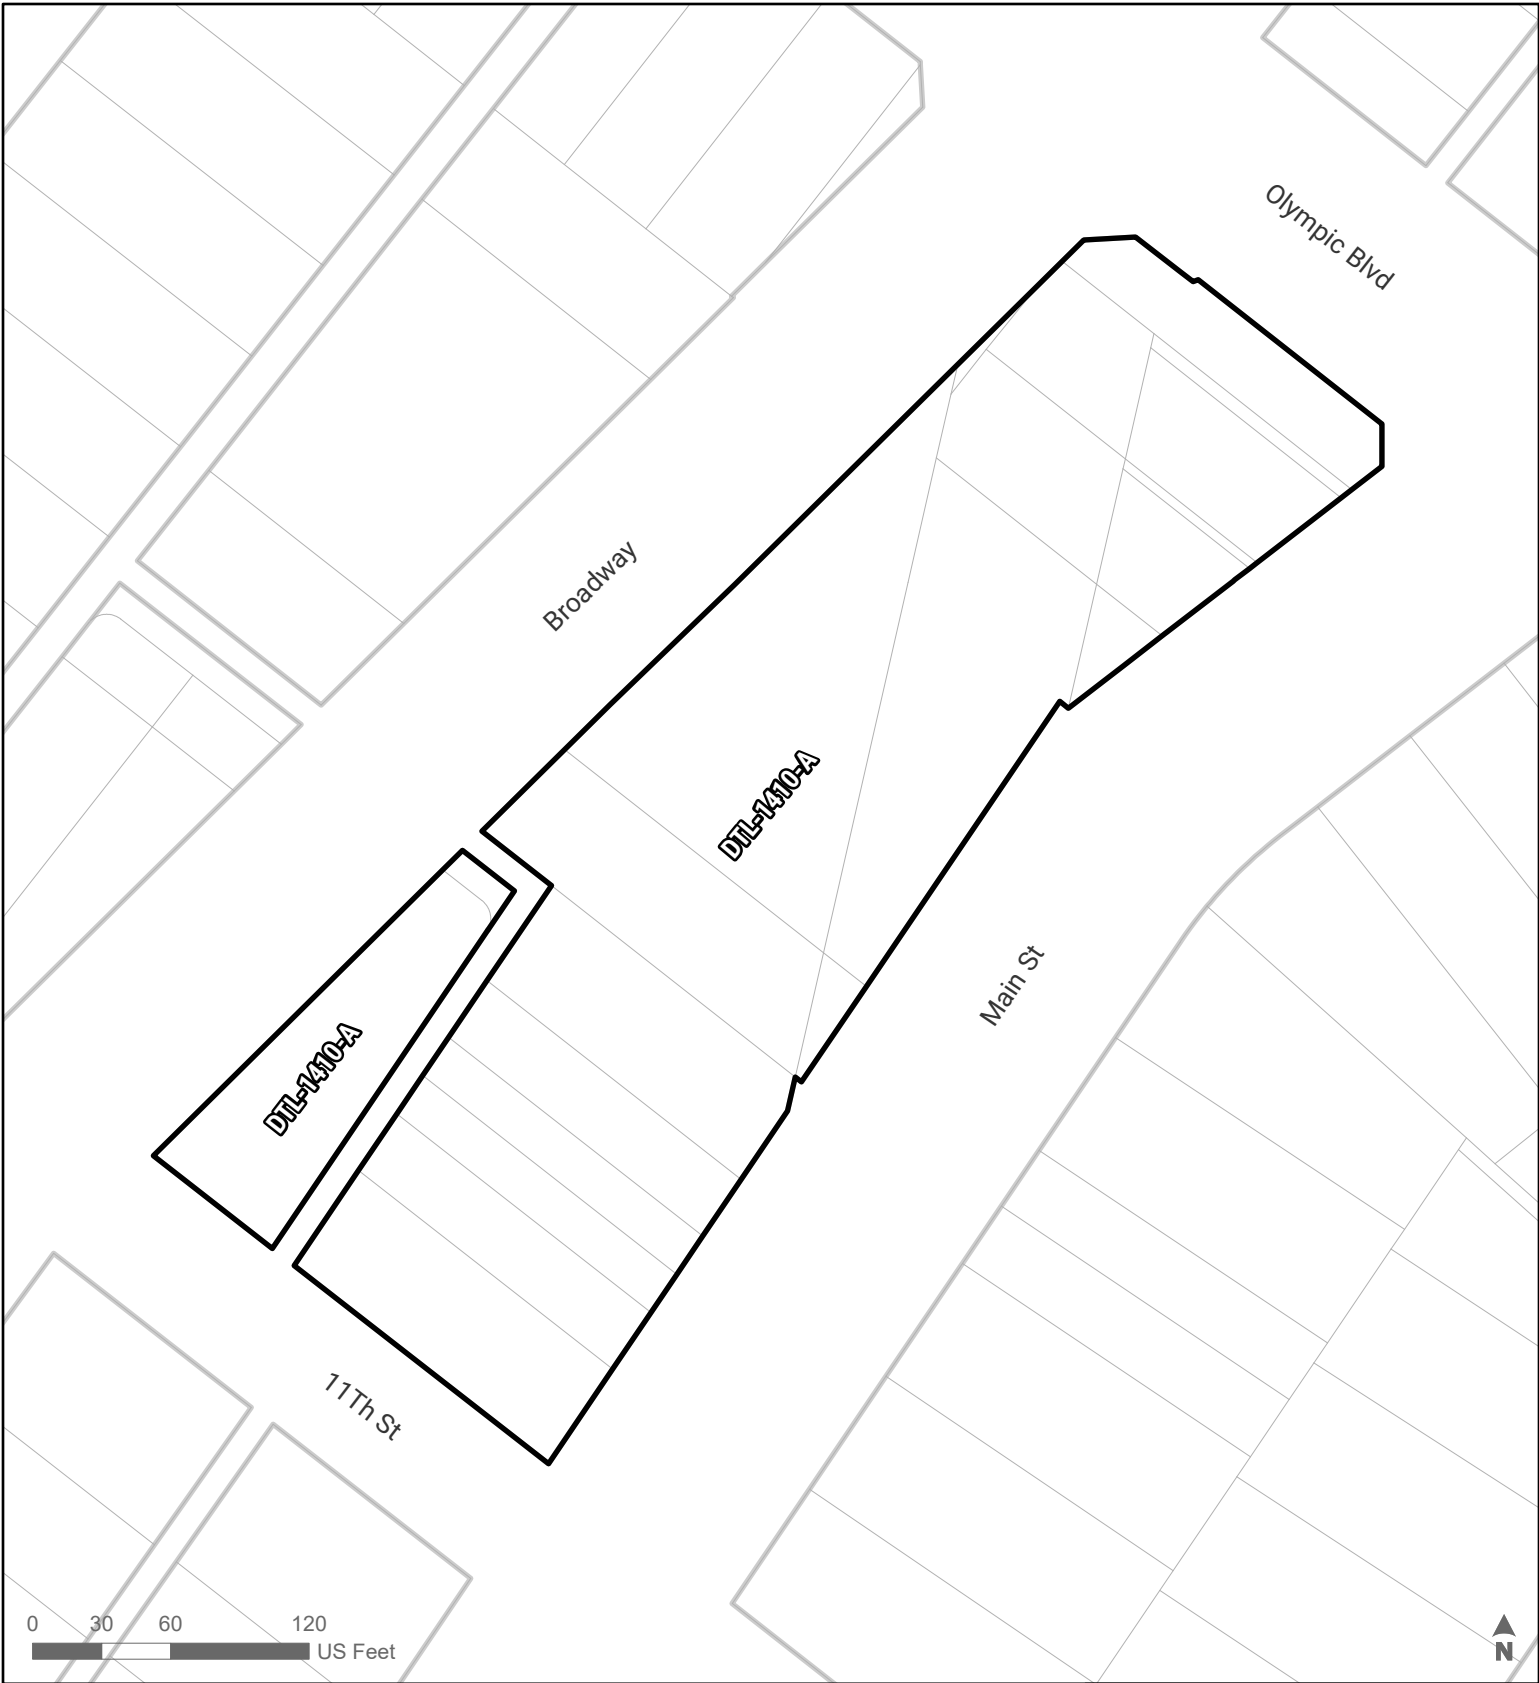 Olympic Blvd
Broadway
DTL-1410-A
Main St
DTL-1410-A
11Th St
0 30 60 120
US Feet
N